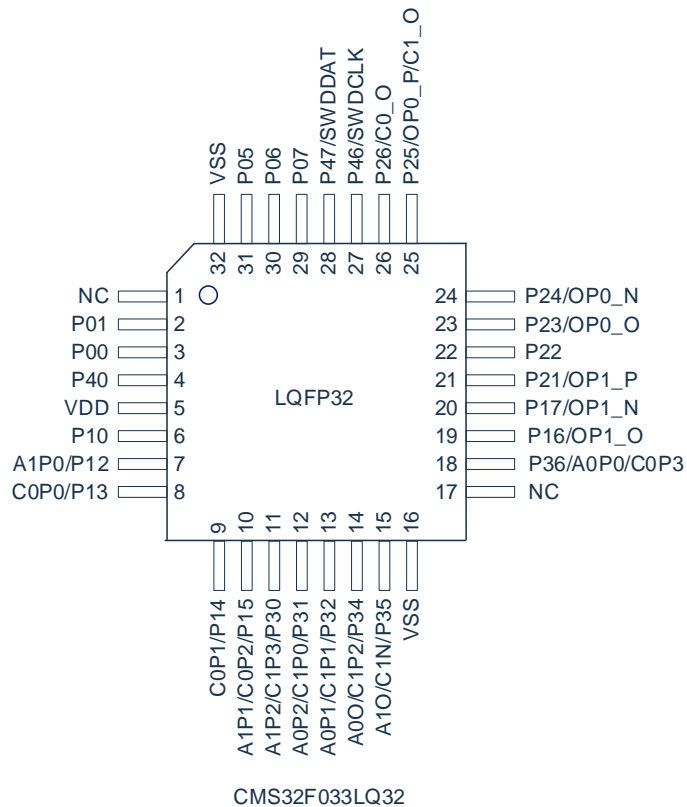 VSS
P05
P06
P07
P47/SWDDAT
P46/SWDCLK
P26/C0_O
P25/OP0_P/C1_O
32
31
30
29
28
27
26
25
NC 1
P01 2
P00 3
P40 4
VDD 5
P10 6
A1P0/P12 7
C0P0/P13 8
LQFP32
24 P24/OP0_N
23 P23/OP0_O
22 P22
21 P21/OP1_P
20 P17/OP1_N
19 P16/OP1_O
18 P36/A0P0/C0P3
17 NC
9
10
11
12
13
14
15
16
C0P1/P14
A1P1/C0P2/P15
A1P2/C1P3/P30
A0P2/C1P0/P31
A0P1/C1P1/P32
A0O/C1P2/P34
A1O/C1N/P35
VSS
CMS32F033LQ32